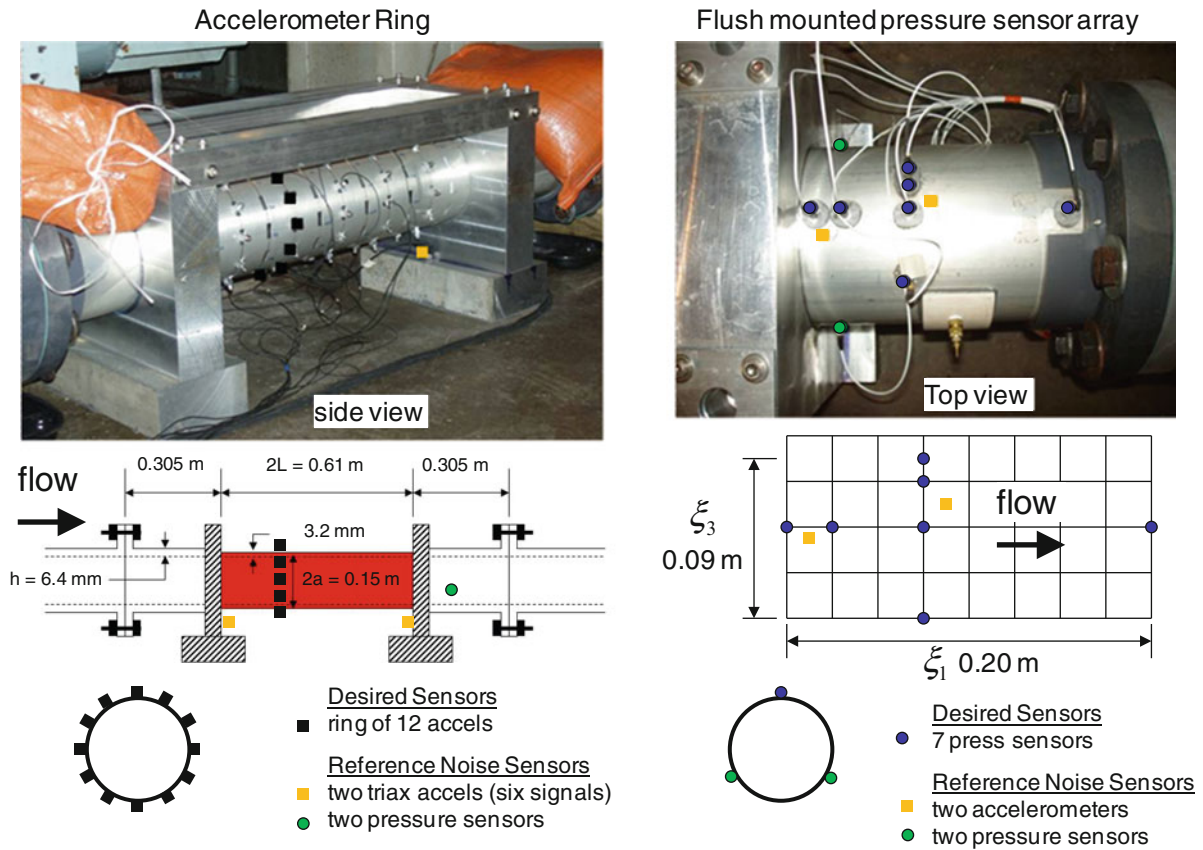 Accelerometer Ring
Flush mounted pressure sensor array
side view
Top view
0.305 m
2L = 0.61 m
0.305 m
flow
3.2 mm
h = 6.4 mm
2a = 0.15 m
ξ3
0.09 m
flow
ξ1 0.20 m
Desired Sensors
ring of 12 accels
Reference Noise Sensors
two triax accels (six signals)
two pressure sensors
Desired Sensors
7 press sensors
Reference Noise Sensors
two accelerometers
two pressure sensors